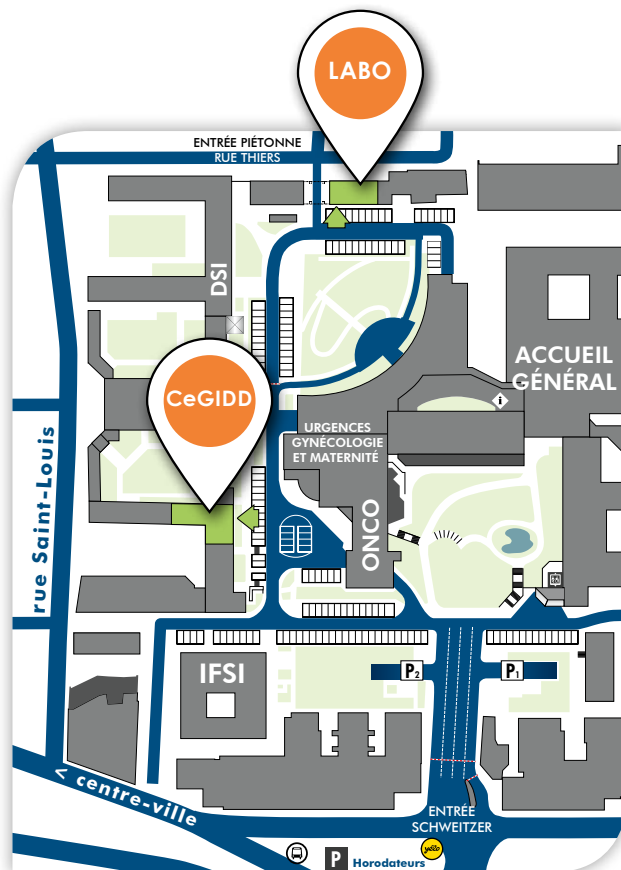 LABO
ENTRÉE PIÉTONNE
RUE THIERS
DSI
ACCUEIL
GÉNÉRAL
CeGIDD
i
URGENCES
GYNÉCOLOGIE
ET MATERNITÉ
rue Saint-Louis
ONCO
IFSI
P2
P1
< centre-ville
ENTRÉE
SCHWEITZER
yélo
P Horodateurs